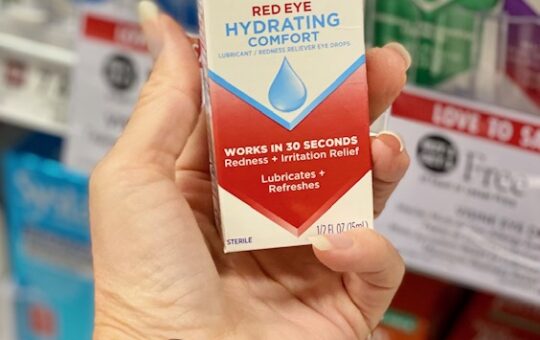 RED EYE
HYDRATING
COMFORT
LUBRICANT / REDNESS RELIEVER EYE DROPS
WORKS IN 30 SECONDS
Redness + Irritation Relief
Lubricates +
Refreshes
STERILE
1/2 FL OZ (15mL)
LOVE-TO-SA
Free